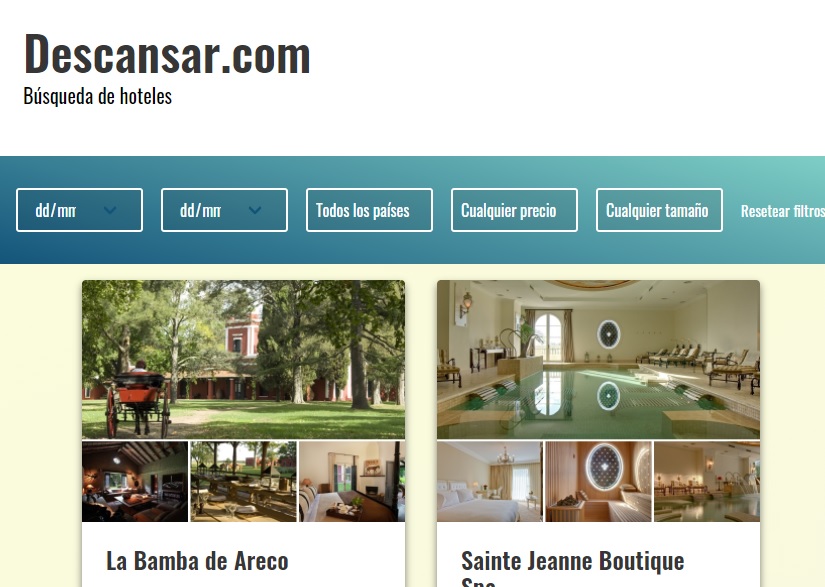 Descansar.com
Búsqueda de hoteles
dd/mm dd/mm Todos los países Cualquier precio Cualquier tamaño Resetear filtros
La Bamba de Areco Sainte Jeanne Boutique
Spa